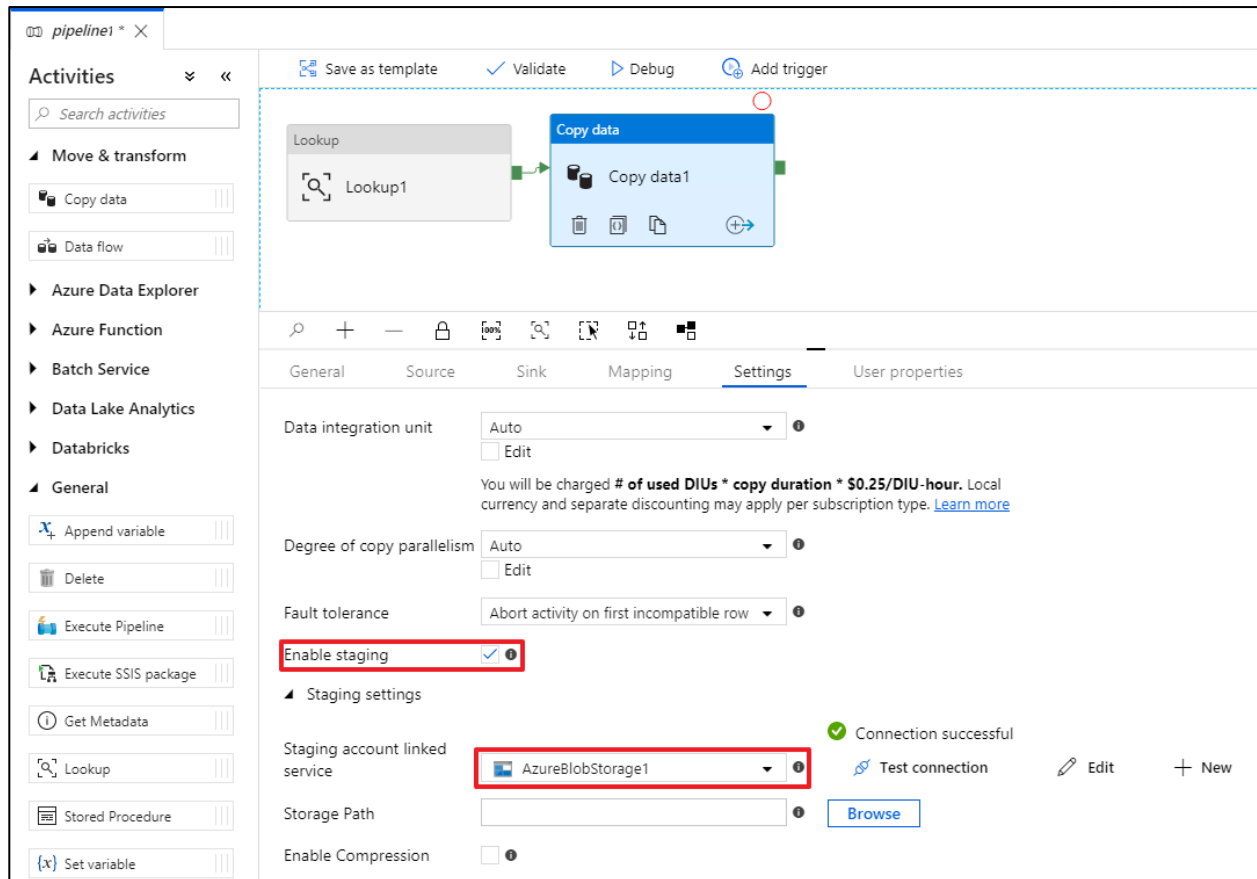 pipeline1 *
Activities
Search activities
Move & transform
Copy data
Data flow
Azure Data Explorer
Azure Function
Batch Service
Data Lake Analytics
Databricks
General
Append variable
Delete
Execute Pipeline
Execute SSIS package
Get Metadata
Lookup
Stored Procedure
{x} Set variable
Save as template Validate Debug Add trigger
Lookup
Lookup1
Copy data
Copy data1
100%
General Source Sink Mapping Settings User properties
Data integration unit Auto
Edit
You will be charged # of used DIUs * copy duration * $0.25/DIU-hour. Local
currency and separate discounting may apply per subscription type. Learn more
Degree of copy parallelism Auto
Edit
Fault tolerance Abort activity on first incompatible row
Enable staging
Staging settings
Connection successful
Staging account linked
service AzureBlobStorage1 Test connection Edit New
Storage Path Browse
Enable Compression